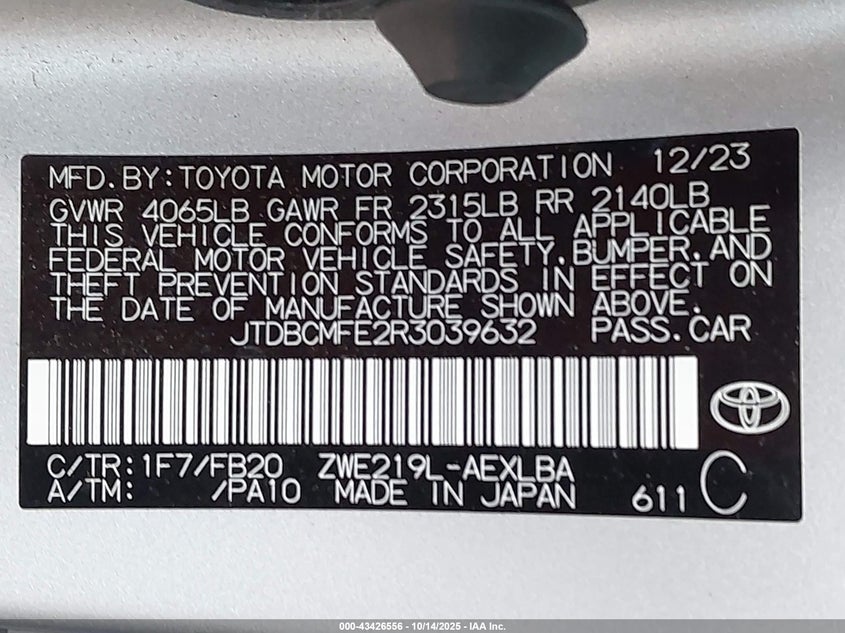 MFD.BY:TOYOTA MOTOR CORPORATION 12/23
GVWR 4065LB GAWR FR 2315LB RR 2140LB
THIS VEHICLE CONFORMS TO ALL APPLICABLE
FEDERAL MOTOR VEHICLE SAFETY,BUMPER,AND
THEFT PREVENTION STANDARDS IN EFFECT ON
THE DATE OF MANUFACTURE SHOWN ABOVE.
JTDBCMFE2R3039632 PASS.CAR
C/TR:1F7/FB20 ZWE219L-AEXLBA
A/TM: /PA10 MADE IN JAPAN 611 C
000-43426556 - 10/14/2025 - IAA Inc.